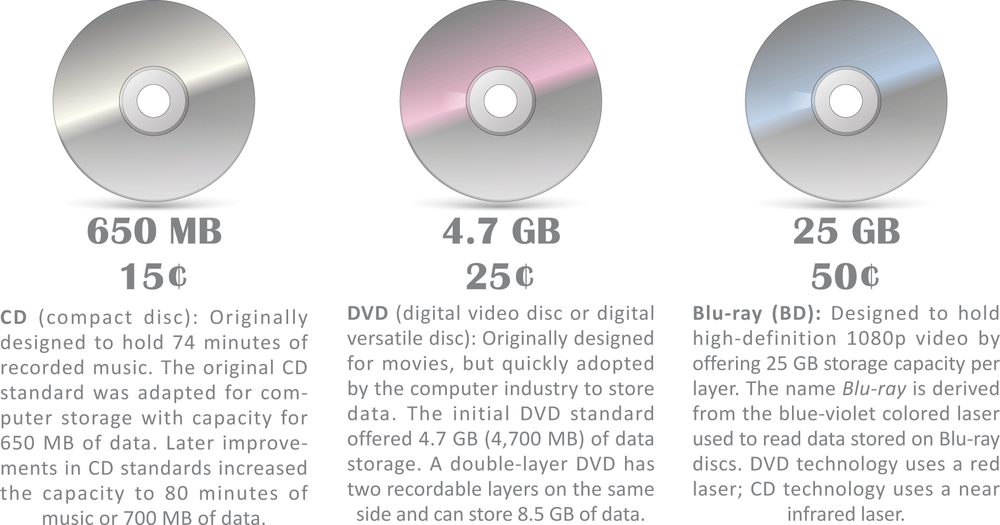 650 MB
15¢
CD (compact disc): Originally
designed to hold 74 minutes of
recorded music. The original CD
standard was adapted for com-
puter storage with capacity for
650 MB of data. Later improve-
ments in CD standards increased
the capacity to 80 minutes of
music or 700 MB of data.
4.7 GB
25¢
DVD (digital video disc or digital
versatile disc): Originally designed
for movies, but quickly adopted
by the computer industry to store
data. The initial DVD standard
offered 4.7 GB (4,700 MB) of data
storage. A double-layer DVD has
two recordable layers on the same
side and can store 8.5 GB of data.
25 GB
50¢
Blu-ray (BD): Designed to hold
high-definition 1080p video by
offering 25 GB storage capacity per
layer. The name Blu-ray is derived
from the blue-violet colored laser
used to read data stored on Blu-ray
discs. DVD technology uses a red
laser; CD technology uses a near
infrared laser.